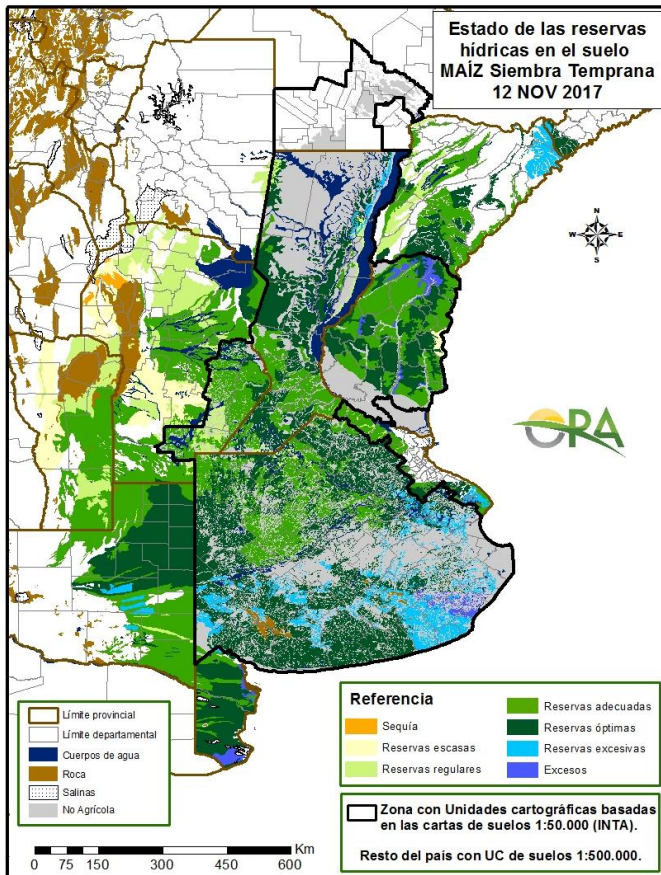 Estado de las reservas
hídricas en el suelo
MAÍZ Siembra Temprana
12 NOV 2017
N
W
E
S
ORA
Límite provincial
Límite departamental
Cuerpos de agua
Roca
Salinas
No Agrícola
Referencia
Sequía
Reservas escasas
Reservas regulares
Reservas adecuadas
Reservas óptimas
Reservas excesivas
Excesos
Zona con Unidades cartográficas basadas
en las cartas de suelos 1:50.000 (INTA).
Resto del país con UC de suelos 1:500.000.
Km
0 75 150 300 450 600